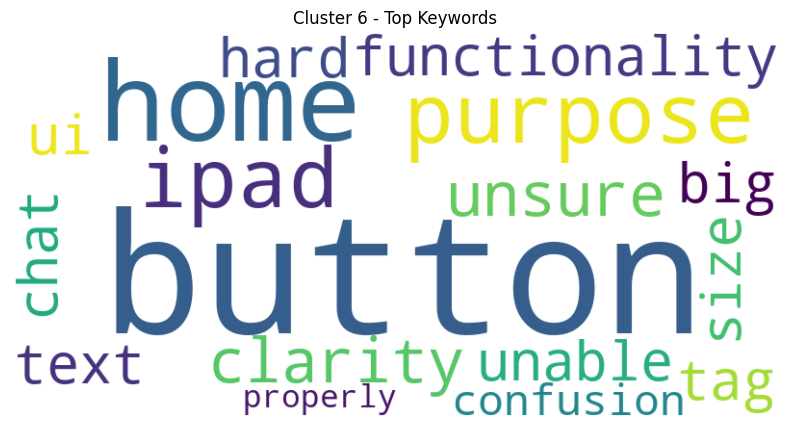 Cluster 6 - Top Keywords
hard functionality
home purpose
ui
ipad unsure big
chat button size
text clarity unable tag
properly confusion